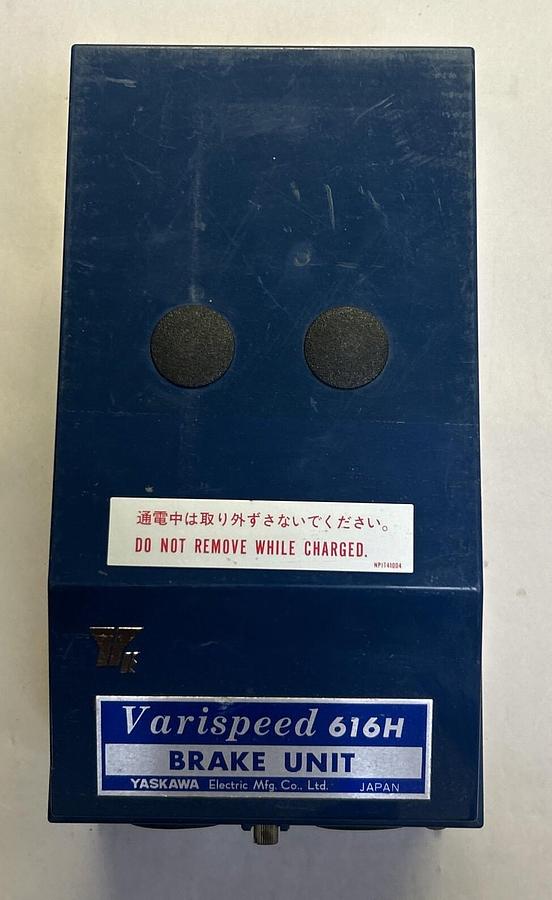 通電中は取り外ずさないでください。
DO NOT REMOVE WHILE CHARGED.
NPIT41004
Varispeed 616H
BRAKE UNIT
YASKAWA Electric Mfg. Co., Ltd. JAPAN